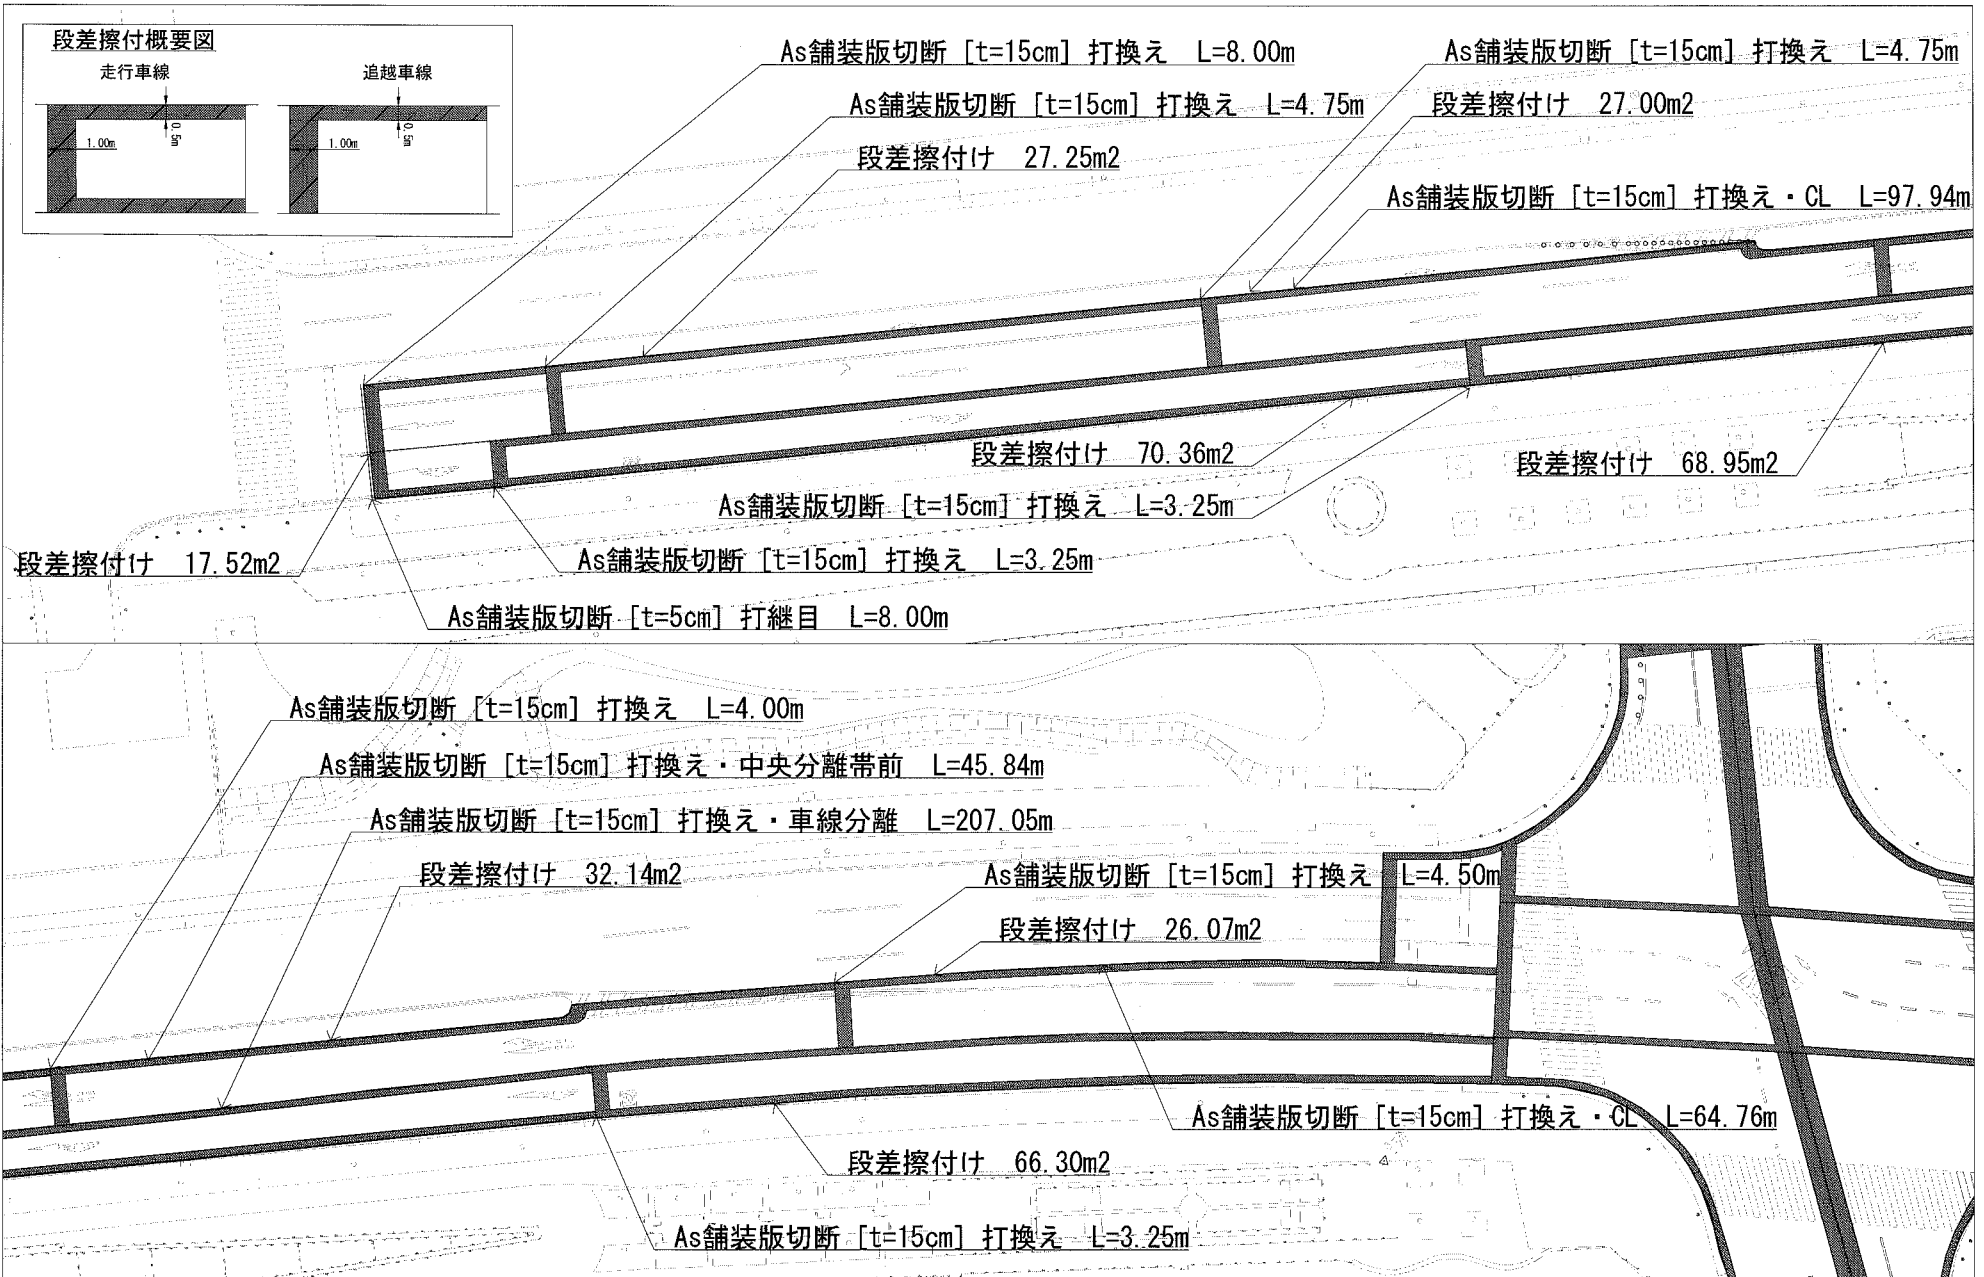 段差擦付概要図
走行車線
追越車線
0.5m
1.00m
0.5m
1.00m
As舗装版切断［t=15cm］打換え　L=8.00m
As舗装版切断［t=15cm］打換え　L=4.75m
As舗装版切断［t=15cm］打換え　L=4.75m
段差擦付け　27.00m2
段差擦付け　27.25m2
As舗装版切断［t=15cm］打換え・CL　L=97.94m
段差擦付け　70.36m2
段差擦付け　68.95m2
As舗装版切断［t=15cm］打換え　L=3.25m
段差擦付け　17.52m2
As舗装版切断［t=15cm］打換え　L=3.25m
As舗装版切断［t=5cm］打継目　L=8.00m
As舗装版切断［t=15cm］打換え　L=4.00m
As舗装版切断［t=15cm］打換え・中央分離帯前　L=45.84m
As舗装版切断［t=15cm］打換え・車線分離　L=207.05m
段差擦付け　32.14m2
As舗装版切断［t=15cm］打換え　L=4.50m
段差擦付け　26.07m2
As舗装版切断［t=15cm］打換え・CL　L=64.76m
段差擦付け　66.30m2
As舗装版切断［t=15cm］打換え　L=3.25m